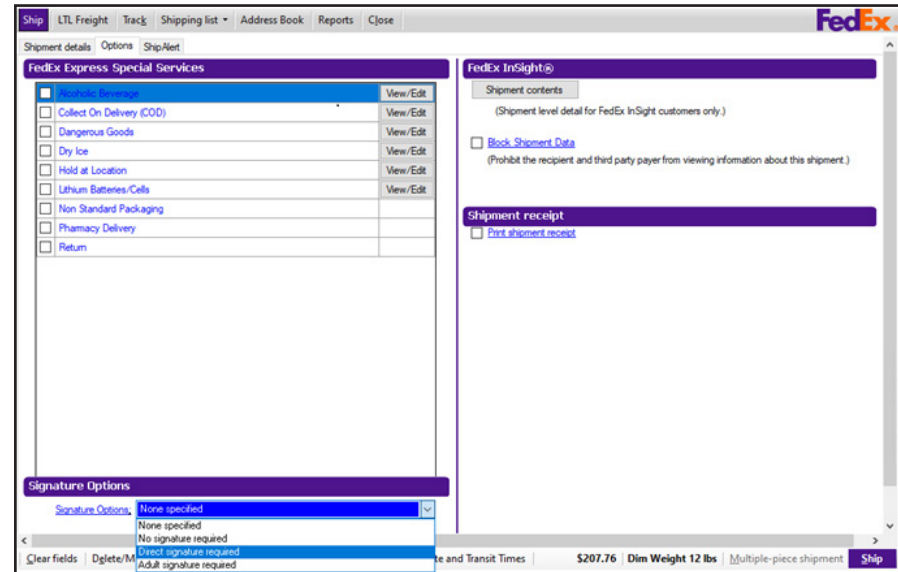 Ship LTL Freight Track Shipping list Address Book Reports Close FedEx
Shipment details Options ShipAlert
FedEx Express Special Services
Alcoholic Beverage View/Edit
Collect On Delivery (COD) View/Edit
Dangerous Goods View/Edit
Dry Ice View/Edit
Hold at Location View/Edit
Lithium Batteries/Cells View/Edit
Non Standard Packaging
Pharmacy Delivery
Return
Signature Options
Signature Options: None specified
None specified
No signature required
Direct signature required
Adult signature required
FedEx InSight®
Shipment contents
(Shipment level detail for FedEx InSight customers only.)
Block Shipment Data
(Prohibit the recipient and third party payer from viewing information about this shipment.)
Shipment receipt
Print shipment receipt
Clear fields Delete/M te and Transit Times $207.76 Dim Weight 12 lbs Multiple-piece shipment Ship